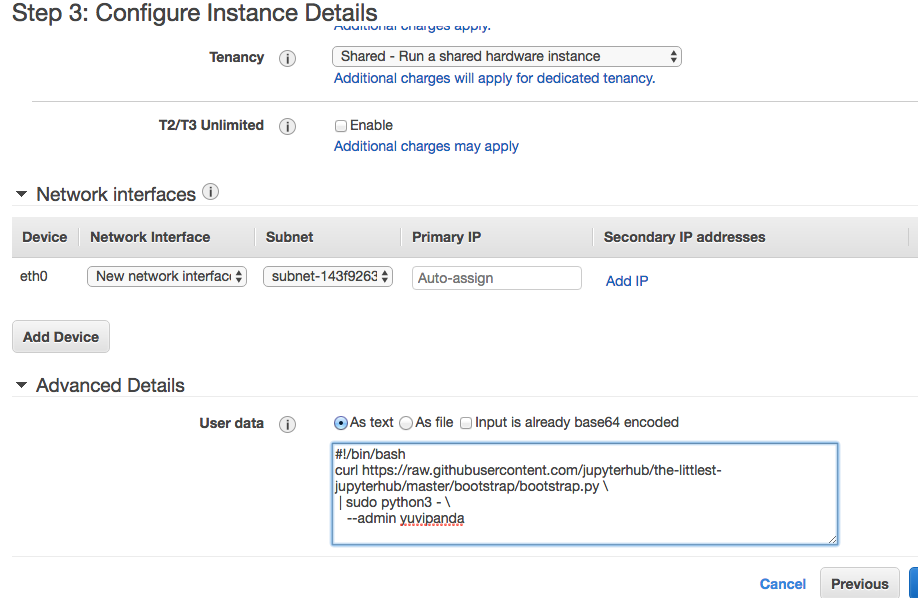 Step 3: Configure Instance Details
Additional charges apply.
Tenancy i Shared - Run a shared hardware instance
Additional charges will apply for dedicated tenancy.
T2/T3 Unlimited i Enable
Additional charges may apply
Network interfaces i
Device Network Interface Subnet Primary IP Secondary IP addresses
eth0 New network interfac subnet-143f9263 Auto-assign Add IP
Add Device
Advanced Details
User data i As text As file Input is already base64 encoded
#!/bin/bash
curl https://raw.githubusercontent.com/jupyterhub/the-littlest-
jupyterhub/master/bootstrap/bootstrap.py \
| sudo python3 - \
--admin yuvipanda
Cancel Previous